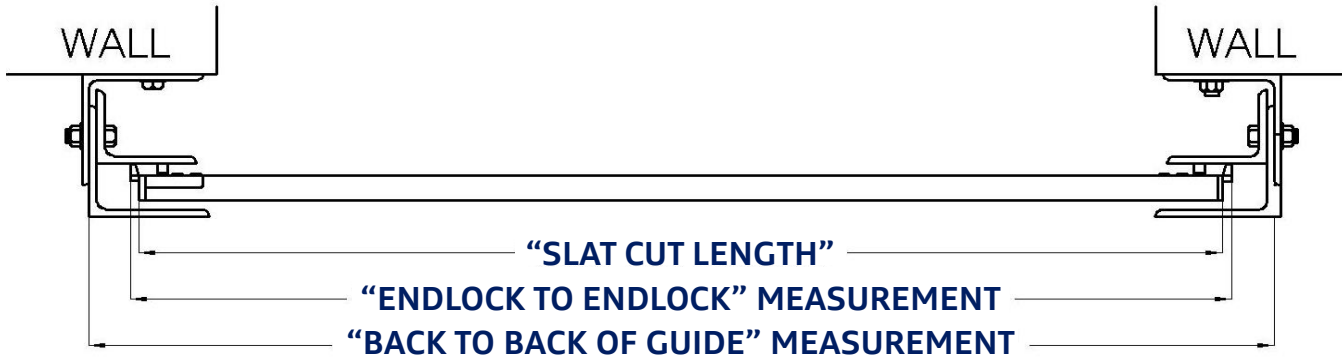 WALL WALL
“SLAT CUT LENGTH”
“ENDLOCK TO ENDLOCK” MEASUREMENT
“BACK TO BACK OF GUIDE” MEASUREMENT